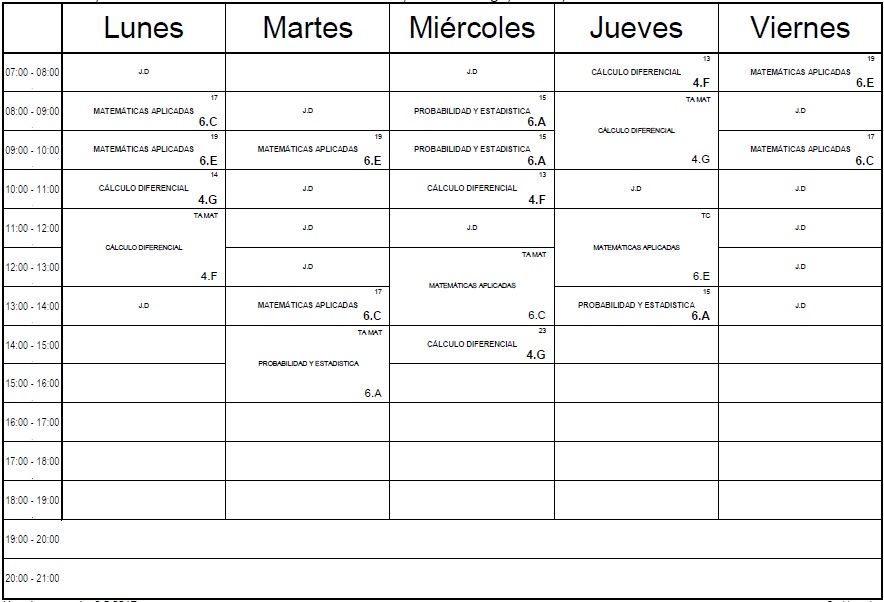 Lunes Martes Miércoles Jueves Viernes
07:00 - 08:00 J.D J.D 13 CÁLCULO DIFERENCIAL 4.F 19 MATEMÁTICAS APLICADAS 6.E
08:00 - 09:00 17 MATEMÁTICAS APLICADAS 6.C J.D 15 PROBABILIDAD Y ESTADISTICA 6.A TA MAT CÁLCULO DIFERENCIAL 4.G J.D
09:00 - 10:00 19 MATEMÁTICAS APLICADAS 6.E 19 MATEMÁTICAS APLICADAS 6.E 15 PROBABILIDAD Y ESTADISTICA 6.A 17 MATEMÁTICAS APLICADAS 6.C
10:00 - 11:00 14 CÁLCULO DIFERENCIAL 4.G J.D 13 CÁLCULO DIFERENCIAL 4.F J.D J.D
11:00 - 12:00 TA MAT CÁLCULO DIFERENCIAL 4.F J.D J.D TC MATEMÁTICAS APLICADAS 6.E J.D
12:00 - 13:00 J.D TA MAT MATEMÁTICAS APLICADAS 6.C J.D
13:00 - 14:00 J.D 17 MATEMÁTICAS APLICADAS 6.C 15 PROBABILIDAD Y ESTADISTICA 6.A J.D
14:00 - 15:00 TA MAT PROBABILIDAD Y ESTADISTICA 6.A 23 CÁLCULO DIFERENCIAL 4.G
15:00 - 16:00
16:00 - 17:00
17:00 - 18:00
18:00 - 19:00
19:00 - 20:00
20:00 - 21:00